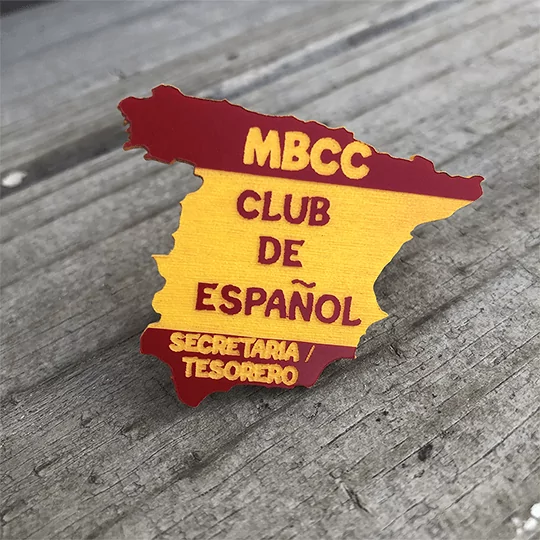 MBCC
CLUB
DE
ESPAÑOL
SECRETARIA /
TESORERO